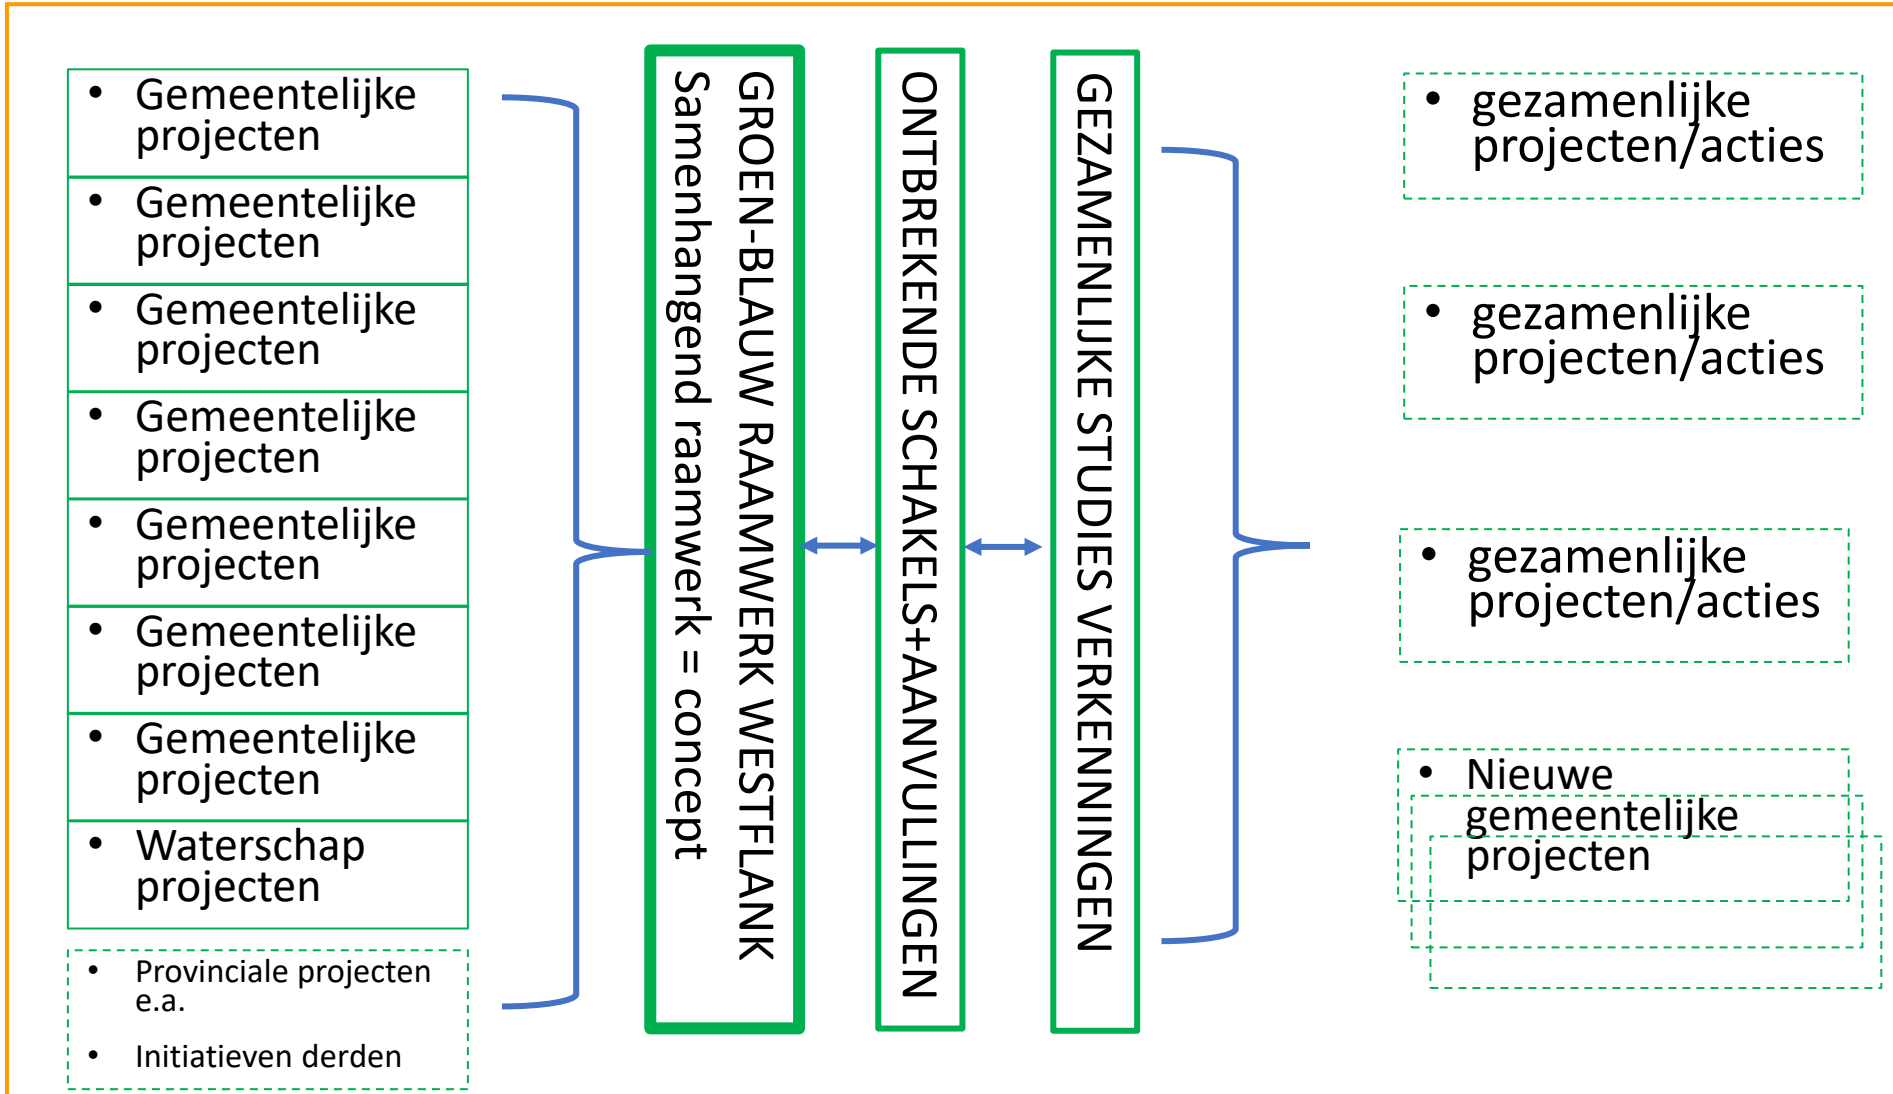 • Gemeentelijke
projecten
• Gemeentelijke
projecten
• Gemeentelijke
projecten
• Gemeentelijke
projecten
• Gemeentelijke
projecten
• Gemeentelijke
projecten
• Gemeentelijke
projecten
• Waterschap
projecten
• Provinciale projecten
e.a.
• Initiatieven derden
GROEN-BLAUW RAAMWERK WESTFLANK
Samenhangend raamwerk = concept
ONTBREKENDE SCHAKELS+AANVULLINGEN
GEZAMENLIJKE STUDIES VERKENNINGEN
• gezamenlijke
projecten/acties
• gezamenlijke
projecten/acties
• gezamenlijke
projecten/acties
• Nieuwe
gemeentelijke
projecten